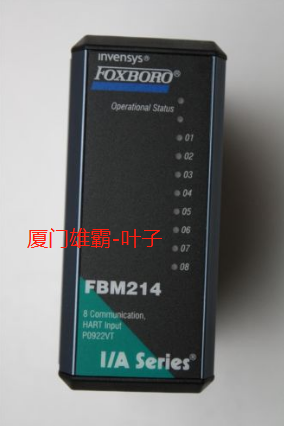 invensys®
FOXBORO®
Operational Status
01
02
03
04
05
06
07
08
厦门雄霸-叶子
FBM214
8 Communication,
HART Input
P0922VT
I/A Series®